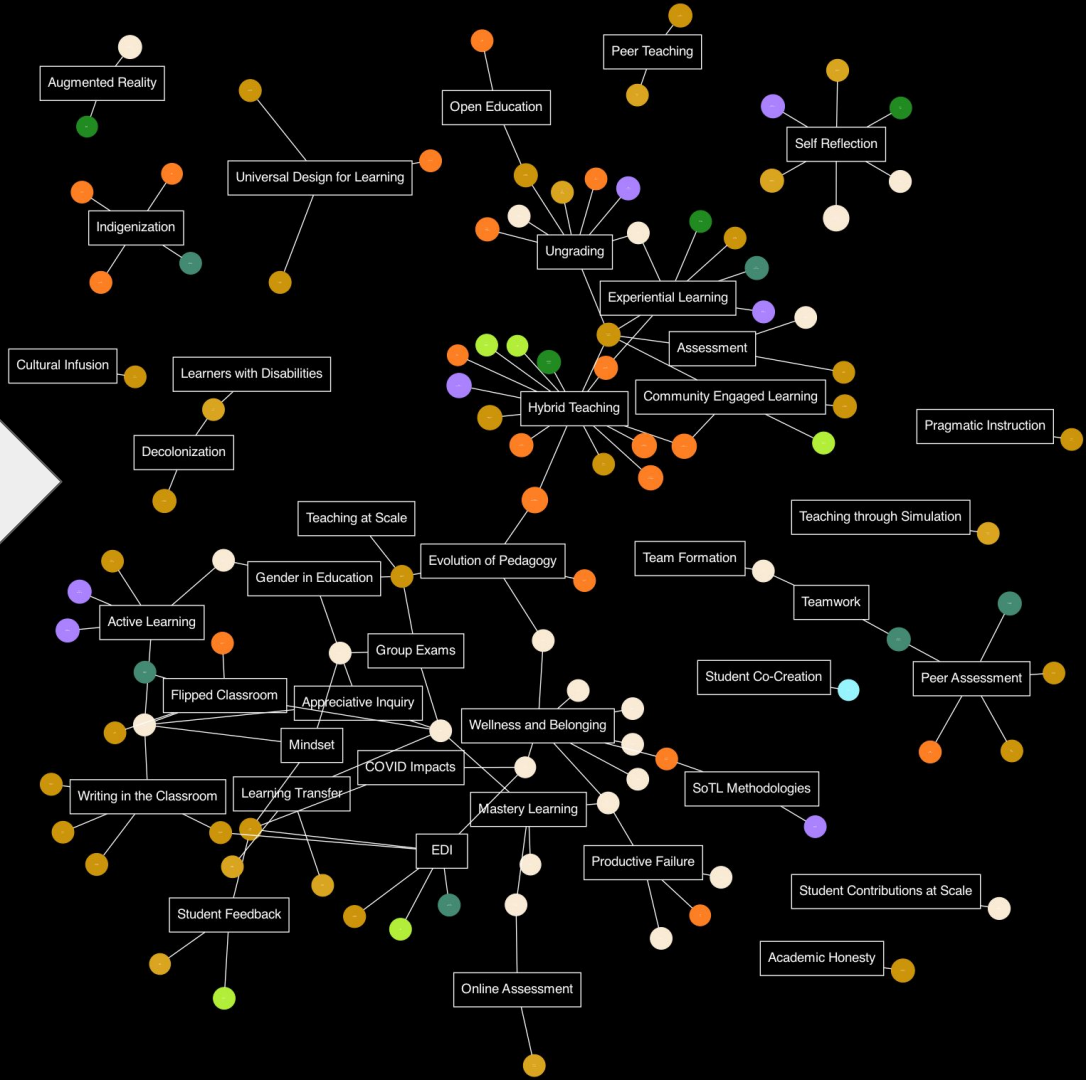 Peer Teaching
Augmented Reality
Open Education
Self Reflection
Universal Design for Learning
Indigenization
Ungrading
Experiential Learning
Assessment
Cultural Infusion
Learners with Disabilities
Community Engaged Learning
Hybrid Teaching
Pragmatic Instruction
Decolonization
Teaching at Scale
Teaching through Simulation
Team Formation
Evolution of Pedagogy
Gender in Education
Teamwork
Active Learning
Group Exams
Student Co-Creation
Peer Assessment
Flipped Classroom
Appreciative Inquiry
Wellness and Belonging
Mindset
COVID Impacts
SoTL Methodologies
Writing in the Classroom
Learning Transfer
Mastery Learning
EDI
Productive Failure
Student Contributions at Scale
Student Feedback
Academic Honesty
Online Assessment